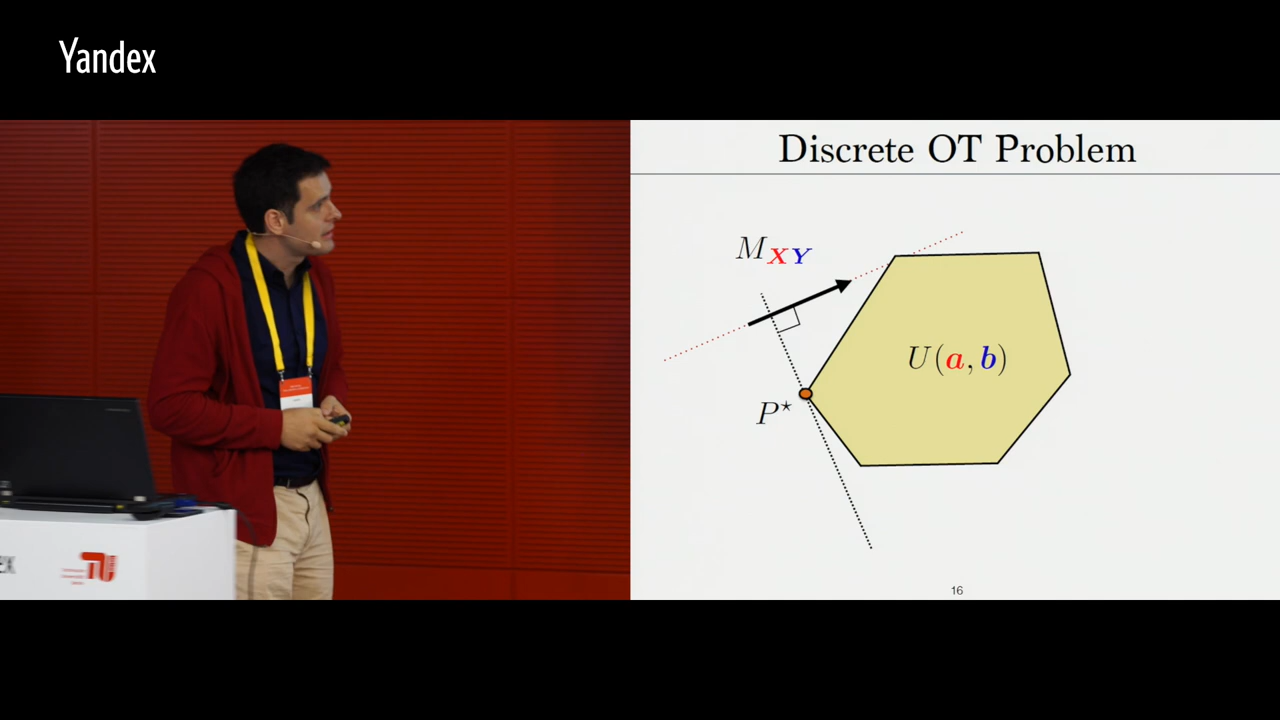 Yandex
Discrete OT Problem
M_XY
U(a, b)
P*
16